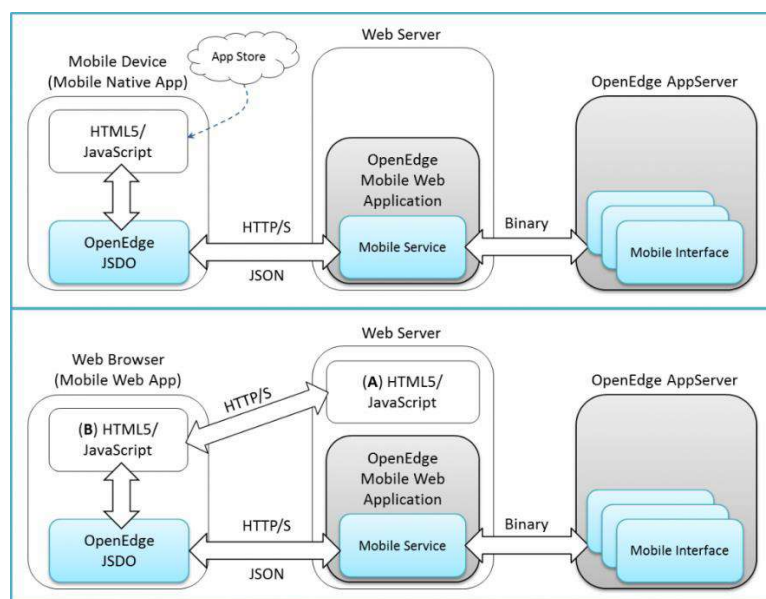 Web Server
Mobile Device
(Mobile Native App)
App Store
OpenEdge AppServer
HTML5/
JavaScript
OpenEdge
Mobile Web
Application
OpenEdge
JSDO
HTTP/S
JSON
Mobile Service
Binary
Mobile Interface
Web Server
Web Browser
(Mobile Web App)
HTTP/S
(A) HTML5/
JavaScript
OpenEdge AppServer
(B) HTML5/
JavaScript
OpenEdge
Mobile Web
Application
OpenEdge
JSDO
HTTP/S
JSON
Mobile Service
Binary
Mobile Interface